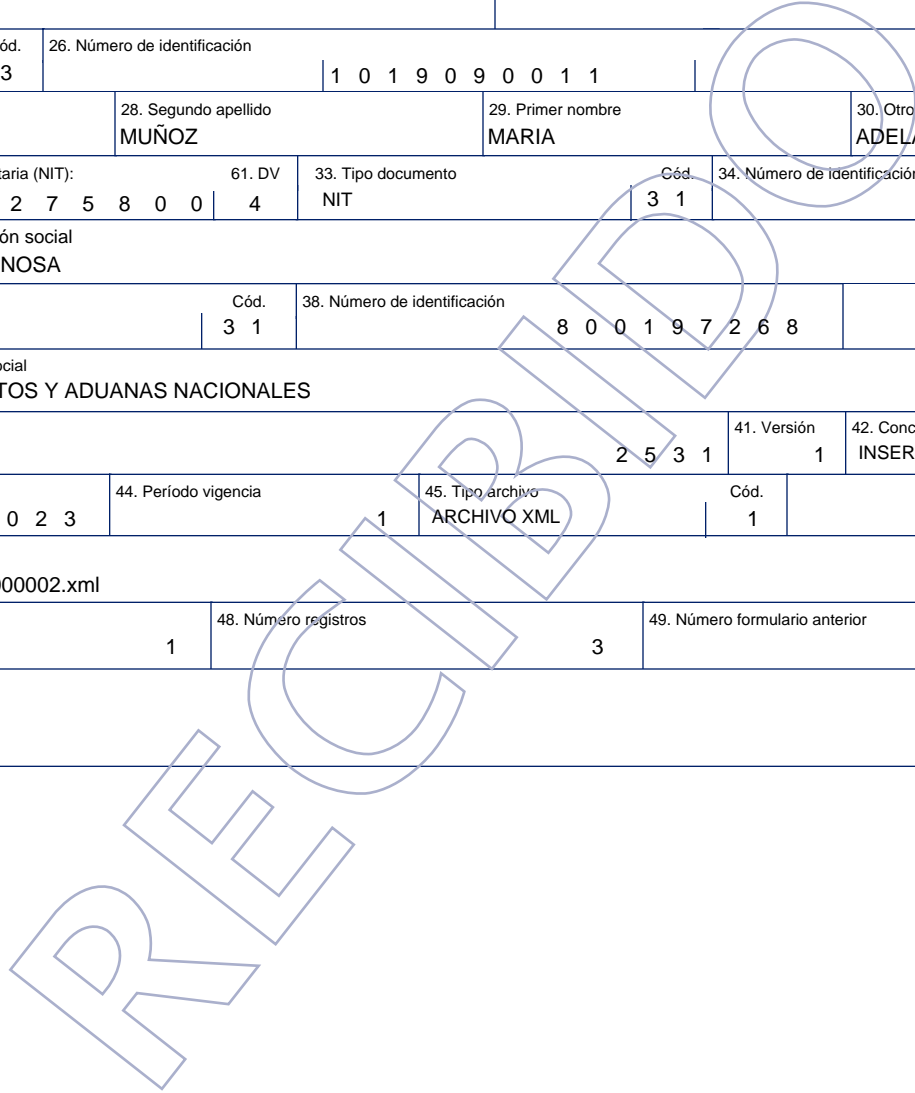 ód. 26. Número de identificación
3 1 0 1 9 0 9 0 0 1 1
28. Segundo apellido 29. Primer nombre 30. Otro
MUÑOZ MARIA ADELA
taria (NIT): 61. DV 33. Tipo documento Cód. 34. Número de identificación
2 7 5 8 0 0 4 NIT 3 1
ón social
NOSA
Cód. 38. Número de identificación
3 1 8 0 0 1 9 7 2 6 8
ocial
TOS Y ADUANAS NACIONALES
41. Versión 42. Conc
2 5 3 1 1 INSER
44. Período vigencia 45. Tipo archivo Cód.
0 2 3 1 ARCHIVO XML 1
000002.xml
48. Número registros 49. Número formulario anterior
1 3
RECIBIDO